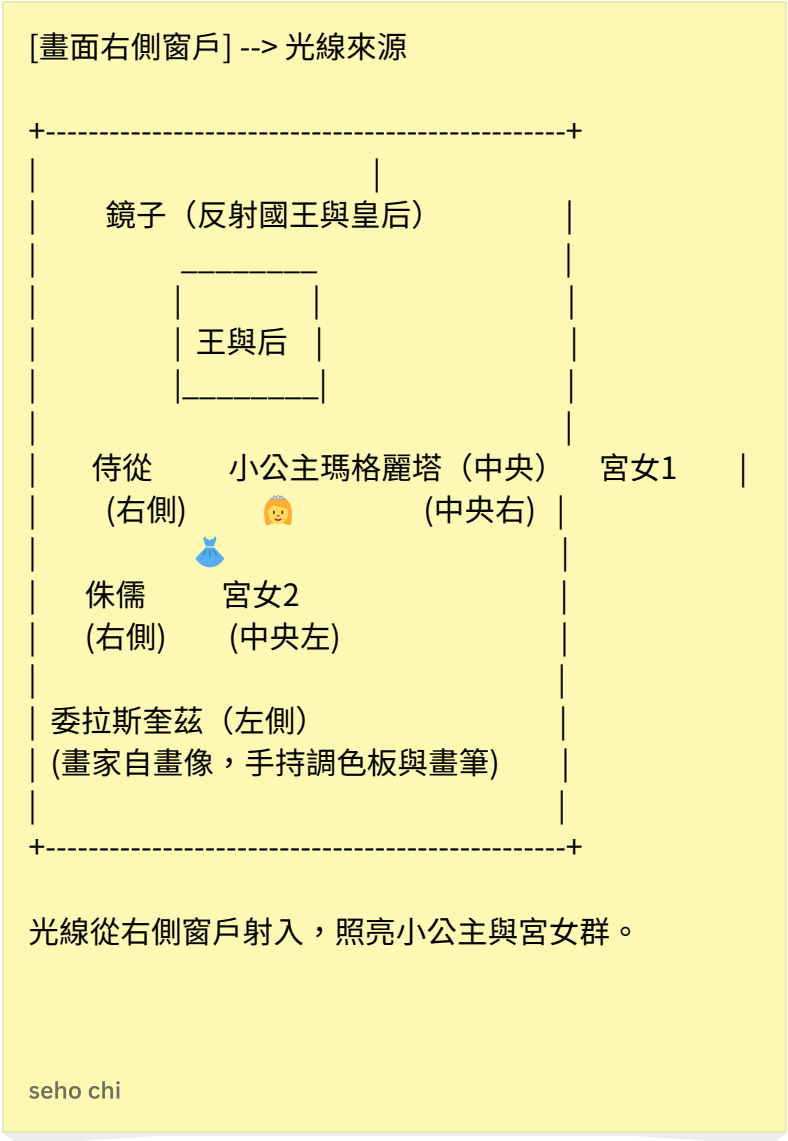 [畫面右側窗戶] --> 光線來源
+-------------------------------------------------+
|                                                |
|          鏡子（反射國王與皇后）                    |
|                     ________                                    |
|                    |                   |                                   |
|                    | 王與后    |                                   |
|                    |________|                                   |
|                                                                            |
|        侍從           小公主瑪格麗塔（中央）      宮女1         |
|          (右側)           👸                   (中央右)   |
|                       👗                                                  |
|       侏儒           宮女2                                     |
|       (右側)         (中央左)                                |
|                                                                           |
| 委拉斯奎茲（左側）                                    |
| (畫家自畫像，手持調色板與畫筆)         |
|                                                                           |
+-------------------------------------------------+
光線從右側窗戶射入，照亮小公主與宮女群。
seho chi